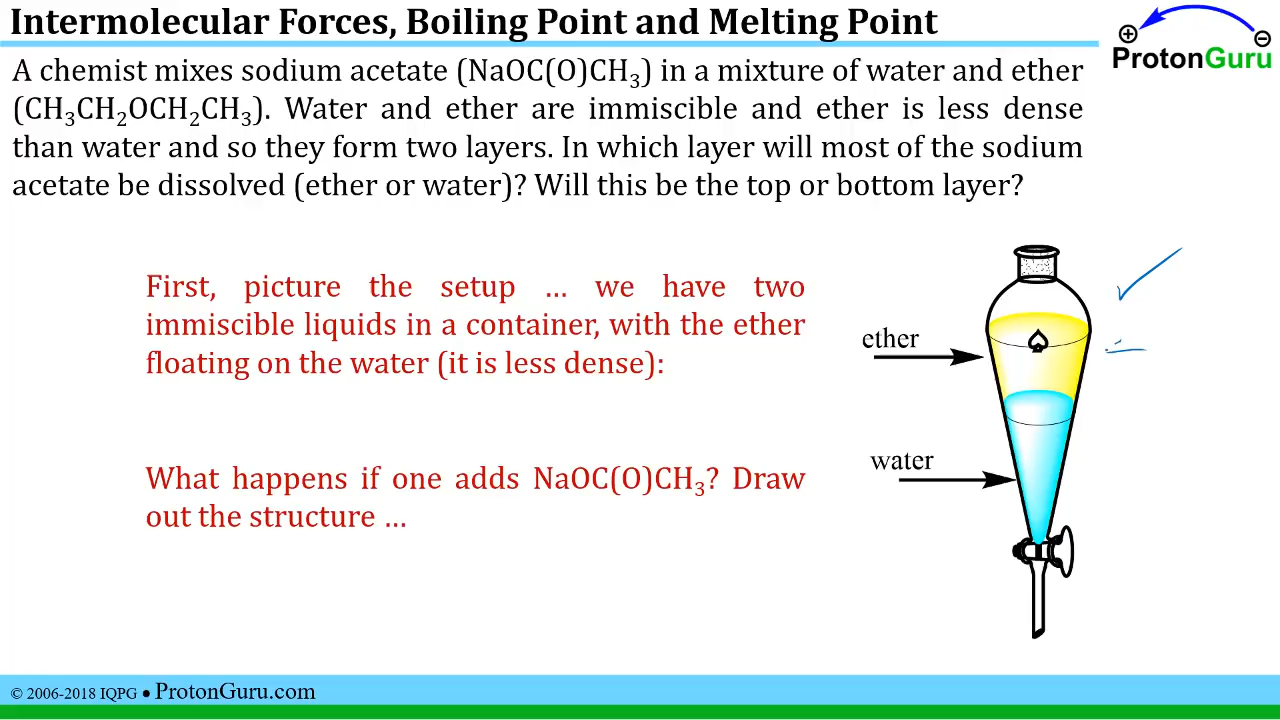 Intermolecular Forces, Boiling Point and Melting Point
ProtonGuru
A chemist mixes sodium acetate (NaOC(O)CH₃) in a mixture of water and ether
(CH₃CH₂OCH₂CH₃). Water and ether are immiscible and ether is less dense
than water and so they form two layers. In which layer will most of the sodium
acetate be dissolved (ether or water)? Will this be the top or bottom layer?
First, picture the setup … we have two
immiscible liquids in a container, with the ether
floating on the water (it is less dense):
ether
water
What happens if one adds NaOC(O)CH₃? Draw
out the structure …
© 2006-2018 IQPG ● ProtonGuru.com